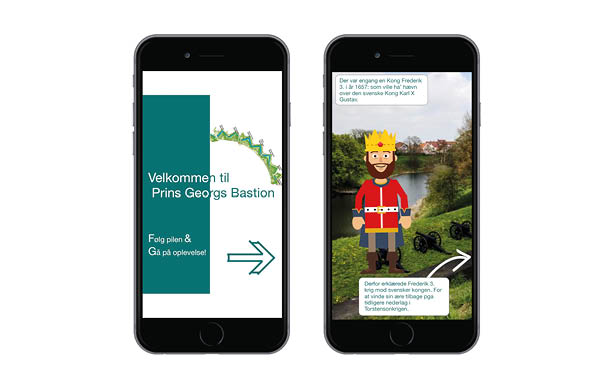 Velkommen til
Prins Georgs Bastion
Følg pilen &
Gå på oplevelse!
Der var engang en Kong Frederik
3. i år 1657: som ville ha' hævn
over den svenske Kong Karl X
Gustav.
Derfor erklærede Frederik 3.
krig mod svensker kongen. For
at vinde sin ære tilbage pga
tidligere nederlag i
Torstensonkrigen.